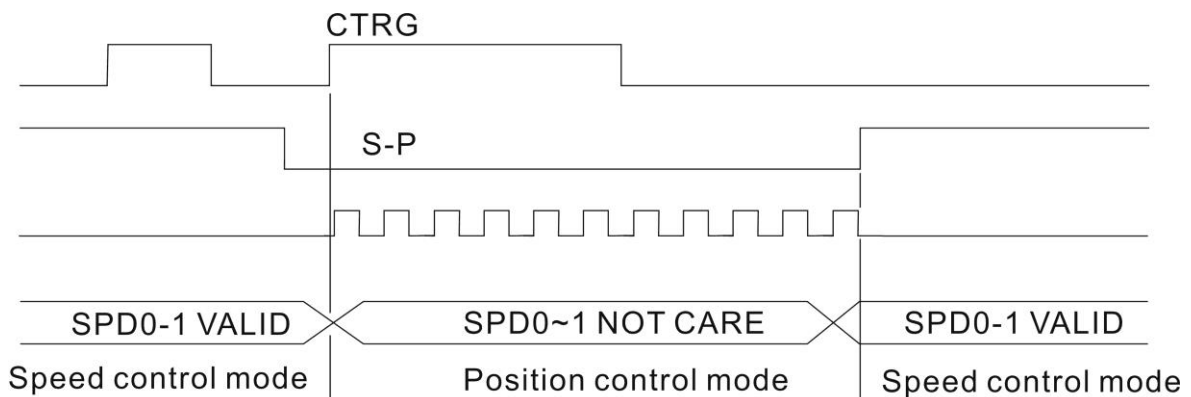 CTRG
S-P
SPD0-1 VALID SPD0~1 NOT CARE SPD0-1 VALID
Speed control mode Position control mode Speed control mode